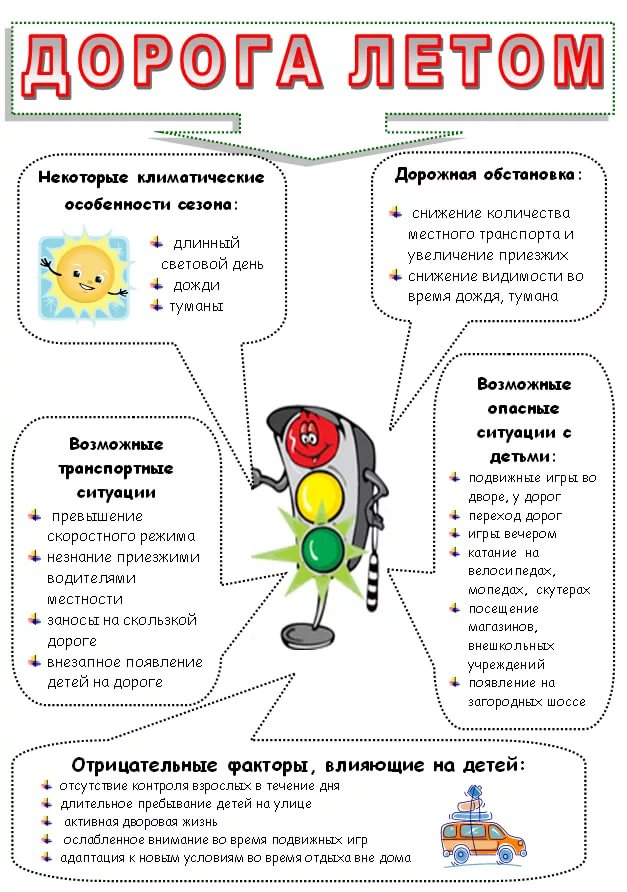 ДОРОГА ЛЕТОМ
Некоторые климатические
особенности сезона:
длинный
световой день
дожди
туманы
Дорожная обстановка:
снижение количества
местного транспорта и
увеличение приезжих
снижение видимости во
время дождя, тумана
Возможные
транспортные
ситуации
превышение
скоростного режима
незнание приезжими
водителями
местности
заносы на скользкой
дороге
внезапное появление
детей на дороге
Возможные
опасные
ситуации с
детьми:
подвижные игры во
дворе, у дорог
переход дорог
игры вечером
катание на
велосипедах,
мопедах, скутерах
посещение
магазинов,
внешкольных
учреждений
появление на
загородных шоссе
Отрицательные факторы, влияющие на детей:
отсутствие контроля взрослых в течение дня
длительное пребывание детей на улице
активная дворовая жизнь
ослабленное внимание во время подвижных игр
адаптация к новым условиям во время отдыха вне дома